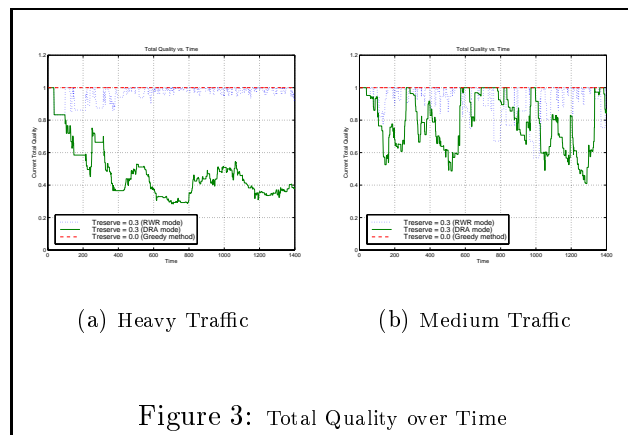 Total Quality vs. Time
Current Total Quality
1.2
1
0.8
0.6
0.4
0.2
0
0 200 400 600 800 1000 1200 1400
Time
Treserve = 0.3 (RWR mode)
Treserve = 0.3 (DRA mode)
Treserve = 0.0 (Greedy method)
(a) Heavy Traffic
Total Quality vs. Time
Current Total Quality
1.2
1
0.8
0.6
0.4
0.2
0
0 200 400 600 800 1000 1200 1400
Time
Treserve = 0.3 (RWR mode)
Treserve = 0.3 (DRA mode)
Treserve = 0.0 (Greedy method)
(b) Medium Traffic
Figure 3: Total Quality over Time